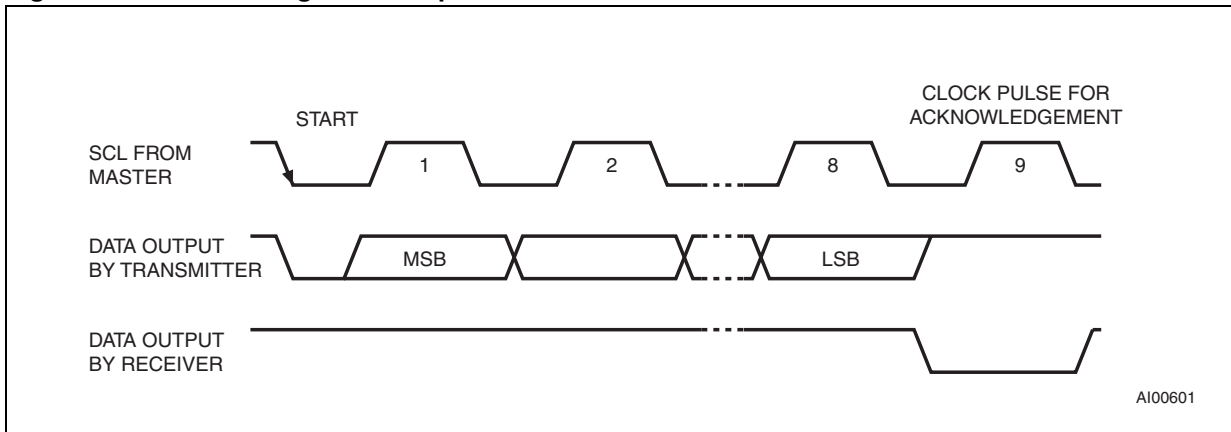 START
CLOCK PULSE FOR
ACKNOWLEDGEMENT
SCL FROM
MASTER
1
2
8
9
DATA OUTPUT
BY TRANSMITTER
MSB
LSB
DATA OUTPUT
BY RECEIVER
AI00601